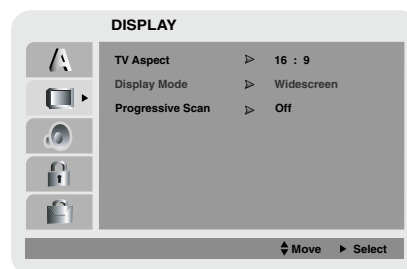 DISPLAY
A
TV Aspect 16 : 9
Display Mode Widescreen
Progressive Scan Off
Move Select